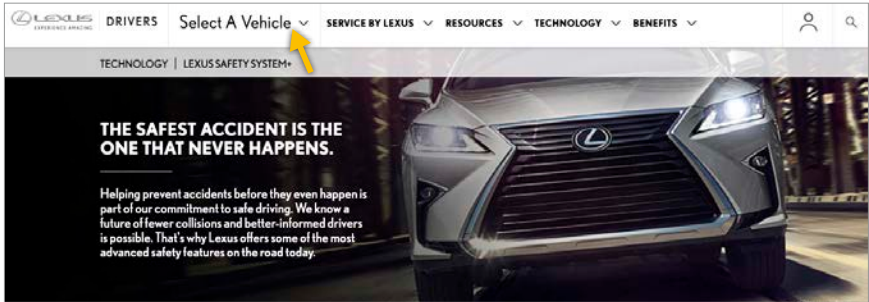 LEXUS
EXPERIENCE AMAZING
DRIVERS
Select A Vehicle
SERVICE BY LEXUS
RESOURCES
TECHNOLOGY
BENEFITS
TECHNOLOGY | LEXUS SAFETY SYSTEM+
THE SAFEST ACCIDENT IS THE
ONE THAT NEVER HAPPENS.
Helping prevent accidents before they even happen is
part of our commitment to safe driving. We know a
future of fewer collisions and better-informed drivers
is possible. That's why Lexus offers some of the most
advanced safety features on the road today.